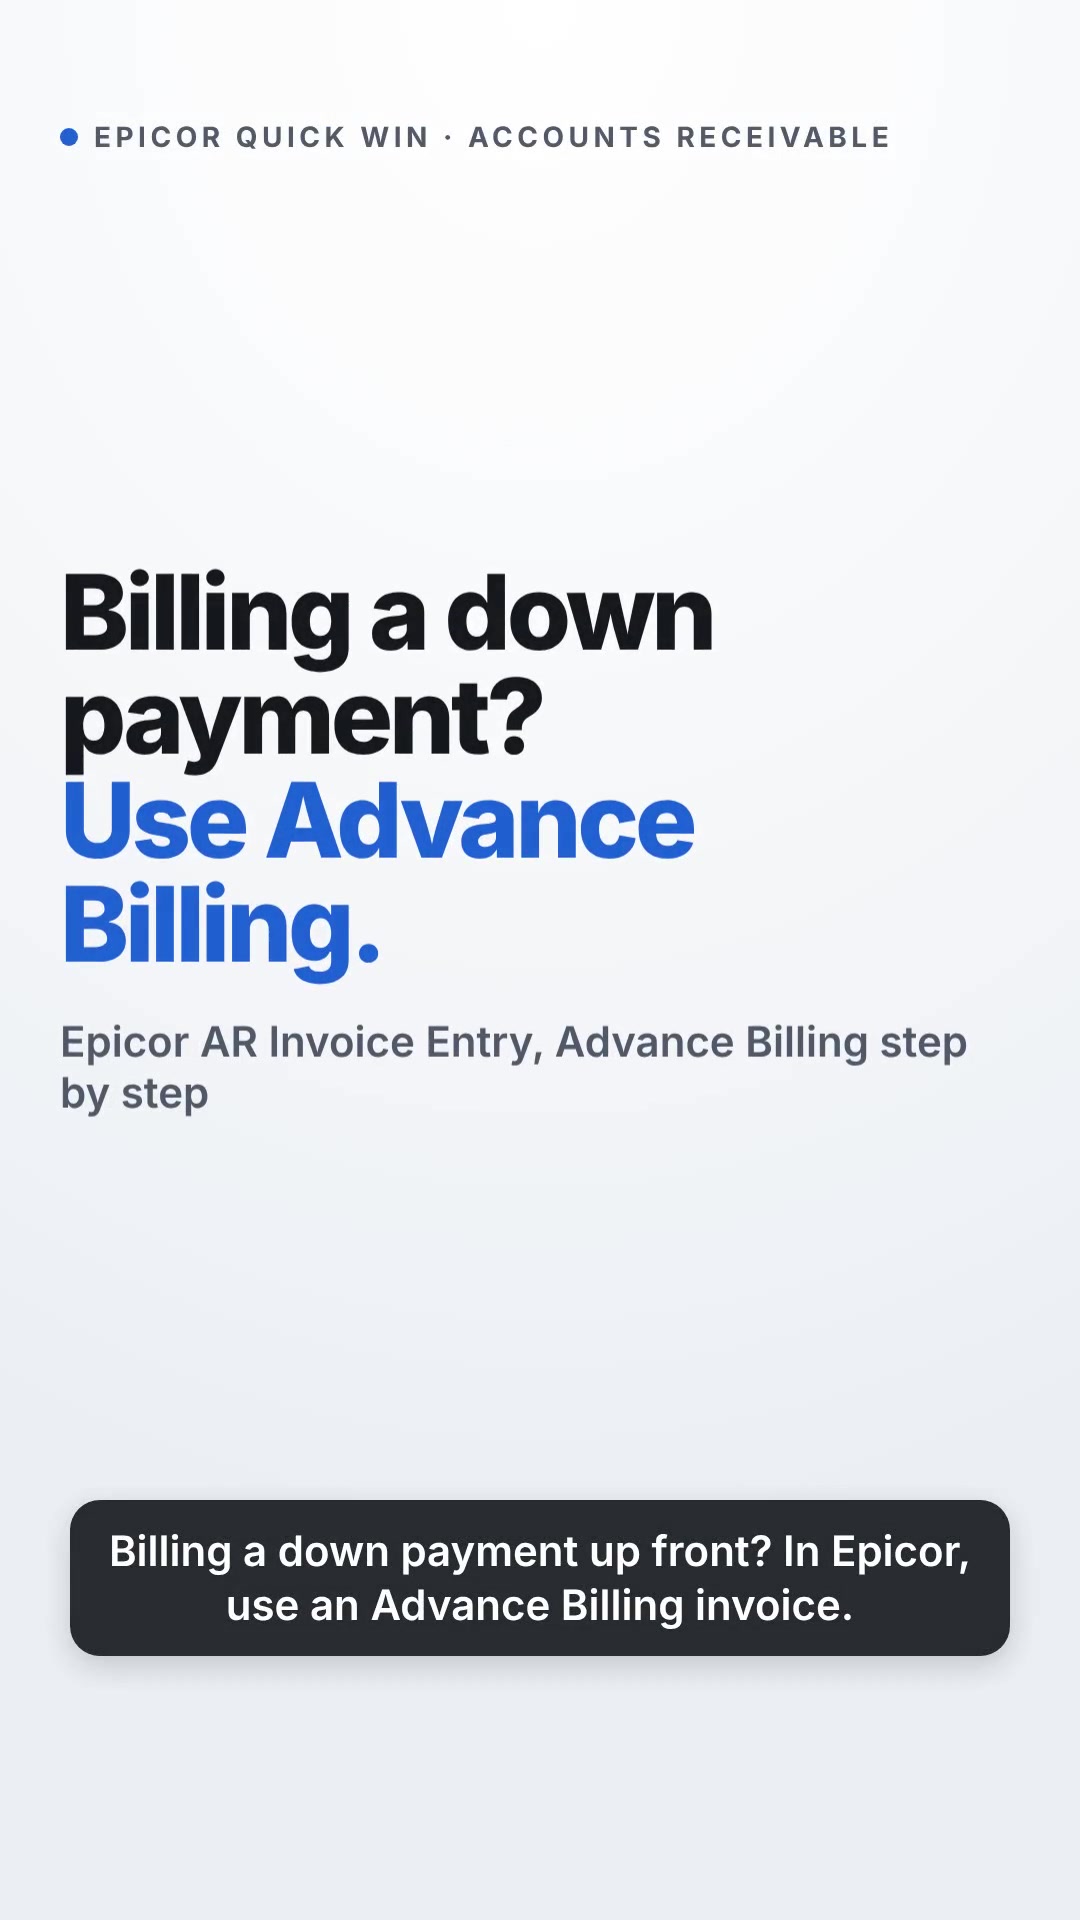 EPICOR QUICK WIN · ACCOUNTS RECEIVABLE
Billing a down
payment?
Use Advance
Billing.
Epicor AR Invoice Entry, Advance Billing step
by step
Billing a down payment up front? In Epicor,
use an Advance Billing invoice.